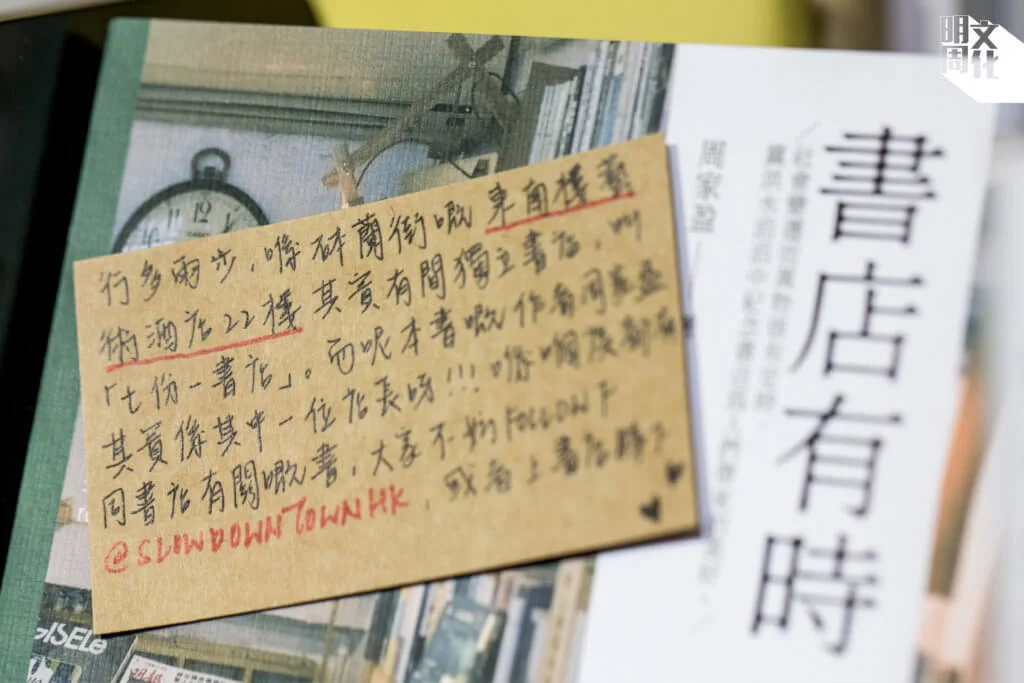 明周文化
書店有時
周家盈
行多兩步，喺砵蘭街嘅東南樓藝
術酒店22樓其實有間獨立書店，叫
「七份一書店」。而呢本書嘅作者周家盈
其實係其中一位店長呀!!! 喺嗰度
同書店有關嘅書，大家不妨FOLLOW下
@SLOWDOWNTOWNHK，或者上書店睇下
11 12 1